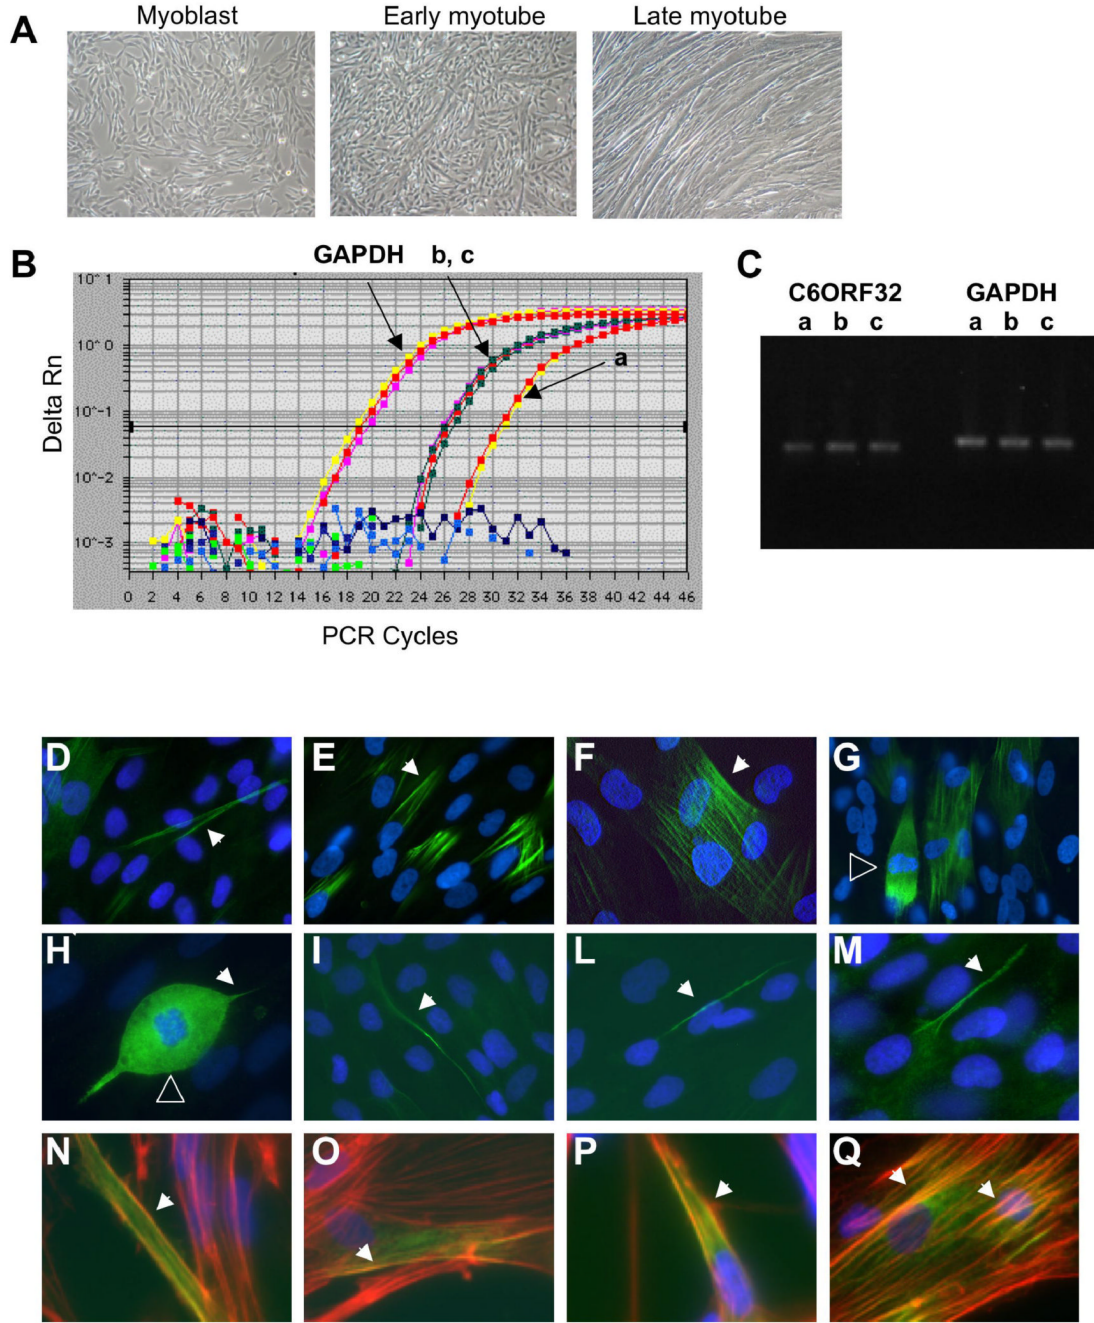 A
Myoblast
Early myotube
Late myotube
B
GAPDH b, c
a
Delta Rn
10^1
10^0
10^-1
10^-2
10^-3
0 2 4 6 8 10 12 14 16 18 20 22 24 26 28 30 32 34 36 38 40 42 44 46
PCR Cycles
C
C6ORF32 GAPDH
a b c a b c
D
E
F
G
H
I
L
M
N
O
P
Q